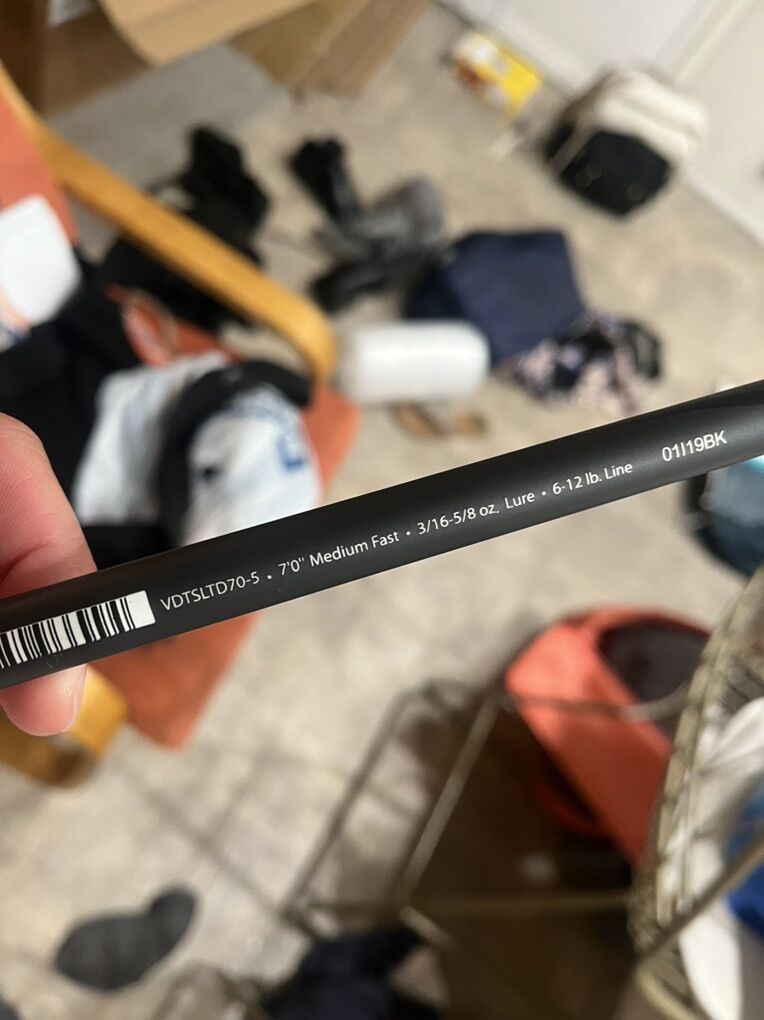 VDTSLTD70-5 • 7'0" Medium Fast • 3/16-5/8 oz. Lure • 6-12 lb. Line 01I19BK